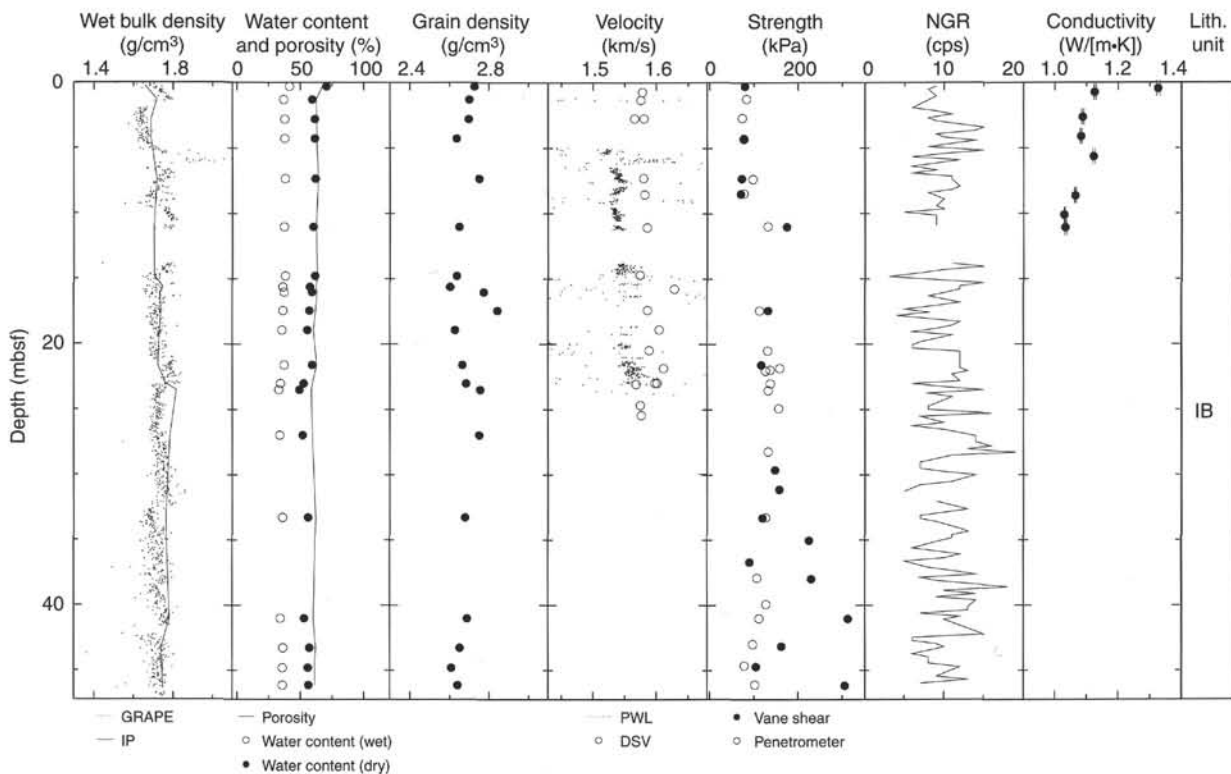 Wet bulk density
(g/cm³)
Water content
and porosity (%)
Grain density
(g/cm³)
Velocity
(km/s)
Strength
(kPa)
NGR
(cps)
Conductivity
(W/[m•K])
Lith.
unit
1.4 1.8
0 50 100
2.4 2.8
1.5 1.6
0 200
0 10 20
1.0 1.2 1.4
0
20
40
Depth (mbsf)
IB
GRAPE
IP
Porosity
Water content (wet)
Water content (dry)
PWL
DSV
Vane shear
Penetrometer